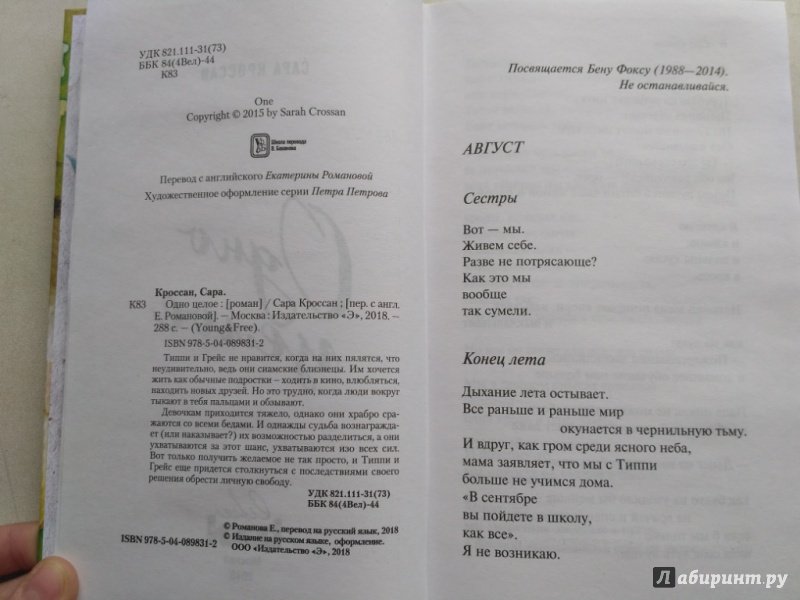 УДК 821.111-31(73)
ББК 84(4Вел)-44
К83
One
Copyright © 2015 by Sarah Crossan
Школа перевода
В. Баканова
Перевод с английского Екатерины Романовой
Художественное оформление серии Петра Петрова
Кроссан, Сара.
К83 Одно целое : [роман] / Сара Кроссан ; [пер. с англ.
Е. Романовой]. — Москва : Издательство «Э», 2018. —
288 с. — (Young&Free).
ISBN 978-5-04-089831-2
Типпи и Грейс не нравится, когда на них пялятся, что
неудивительно, ведь они сиамские близнецы. Им хочется
жить как обычные подростки – ходить в кино, влюбляться,
находить новых друзей. Но это трудно, когда люди вокруг
тыкают в тебя пальцами и обзывают.
Девочкам приходится тяжело, однако они храбро сра-
жаются со всеми бедами. И однажды судьба вознагражда-
ет (или наказывает?) их возможностью разделиться, а они
ухватываются за этот шанс, ухватываются изо всех сил.
Вот только получить желаемое не так просто, и Типпи и
Грейс еще придется столкнуться с последствиями своего
решения обрести личную свободу.
УДК 821.111-31(73)
ББК 84(4Вел)-44
© Романова Е., перевод на русский язык, 2018
© Издание на русском языке, оформление.
ООО «Издательство «Э», 2018
ISBN 978-5-04-089831-2
Посвящается Бену Фоксу (1988—2014).
Не останавливайся.
АВГУСТ
Сестры
Вот — мы.
Живем себе.
Разве не потрясающе?
Как это мы
вообще
так сумели.
Конец лета
Дыхание лета остывает.
Все раньше и раньше мир
окунается в чернильную тьму.
И вдруг, как гром среди ясного неба,
мама заявляет, что мы с Типпи
больше не учимся дома.
«В сентябре
вы пойдете в школу,
как все».
Я не возникаю.
Лабиринт.ру